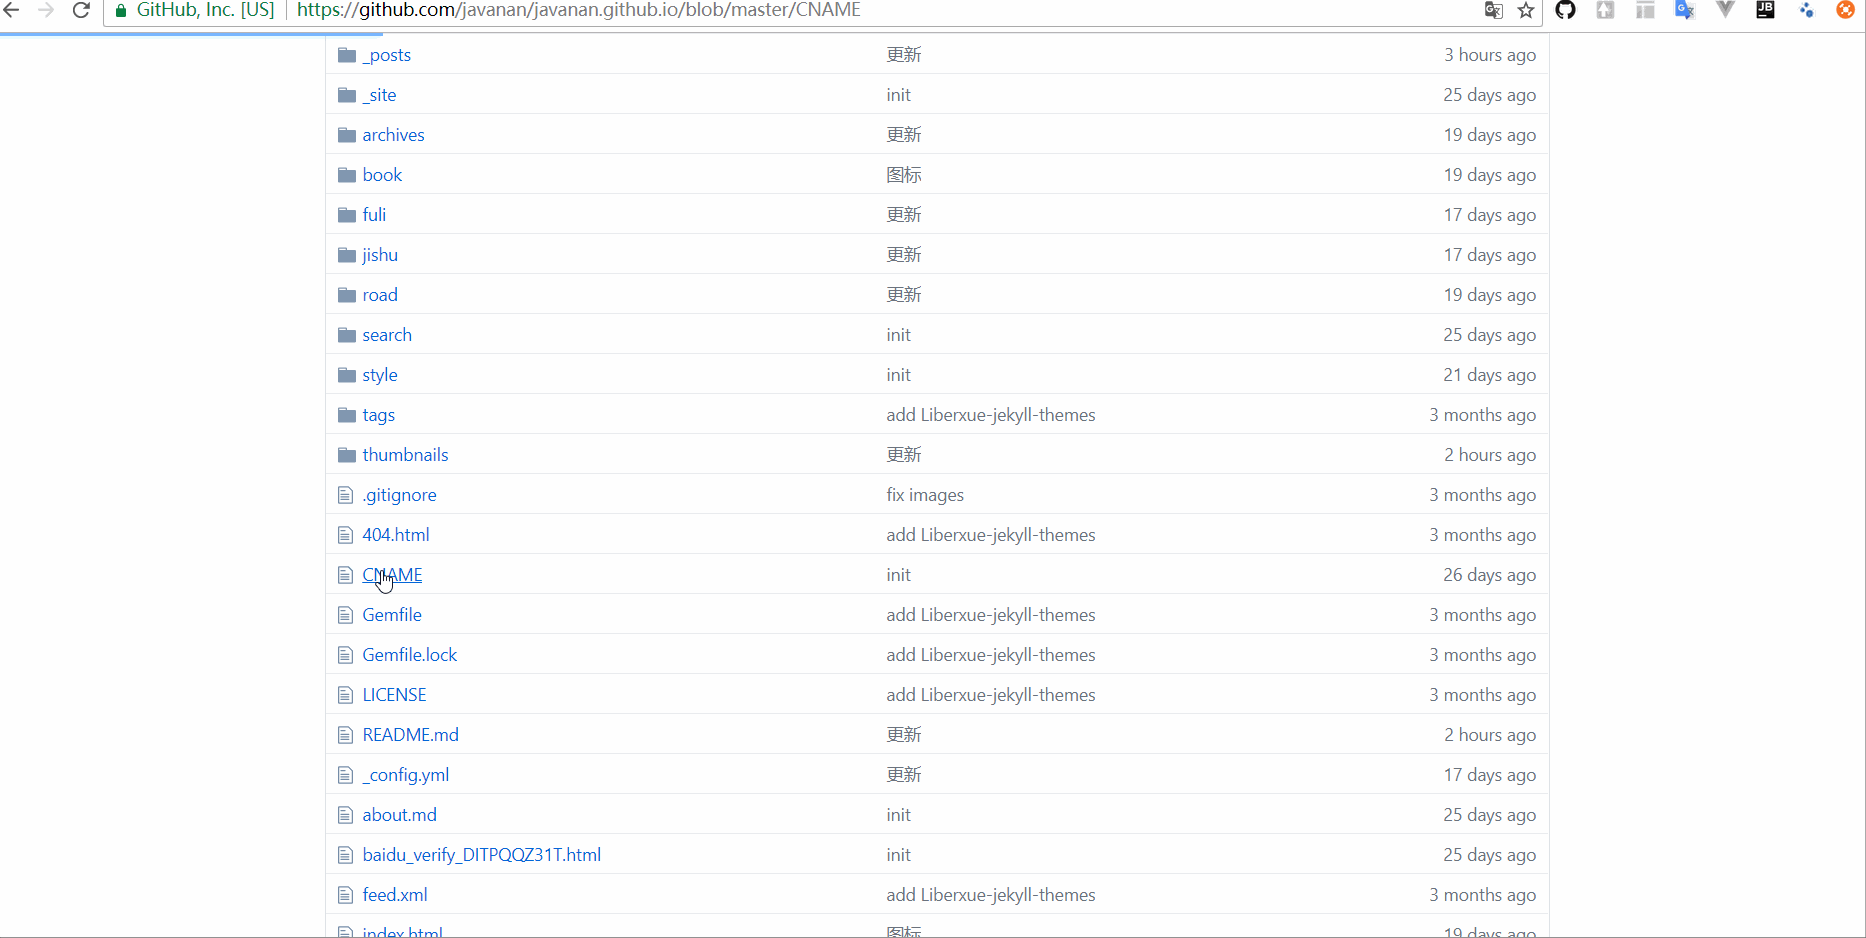 GitHub, Inc. [US] https://github.com/javanan/javanan.github.io/blob/master/CNAME
_posts 更新 3 hours ago
_site init 25 days ago
archives 更新 19 days ago
book 图标 19 days ago
fuli 更新 17 days ago
jishu 更新 17 days ago
road 更新 19 days ago
search init 25 days ago
style init 21 days ago
tags add Liberxue-jekyll-themes 3 months ago
thumbnails 更新 2 hours ago
.gitignore fix images 3 months ago
404.html add Liberxue-jekyll-themes 3 months ago
CNAME init 26 days ago
Gemfile add Liberxue-jekyll-themes 3 months ago
Gemfile.lock add Liberxue-jekyll-themes 3 months ago
LICENSE add Liberxue-jekyll-themes 3 months ago
README.md 更新 2 hours ago
_config.yml 更新 17 days ago
about.md init 25 days ago
baidu_verify_DITPQQZ31T.html init 25 days ago
feed.xml add Liberxue-jekyll-themes 3 months ago
index.html 图标 19 days ago